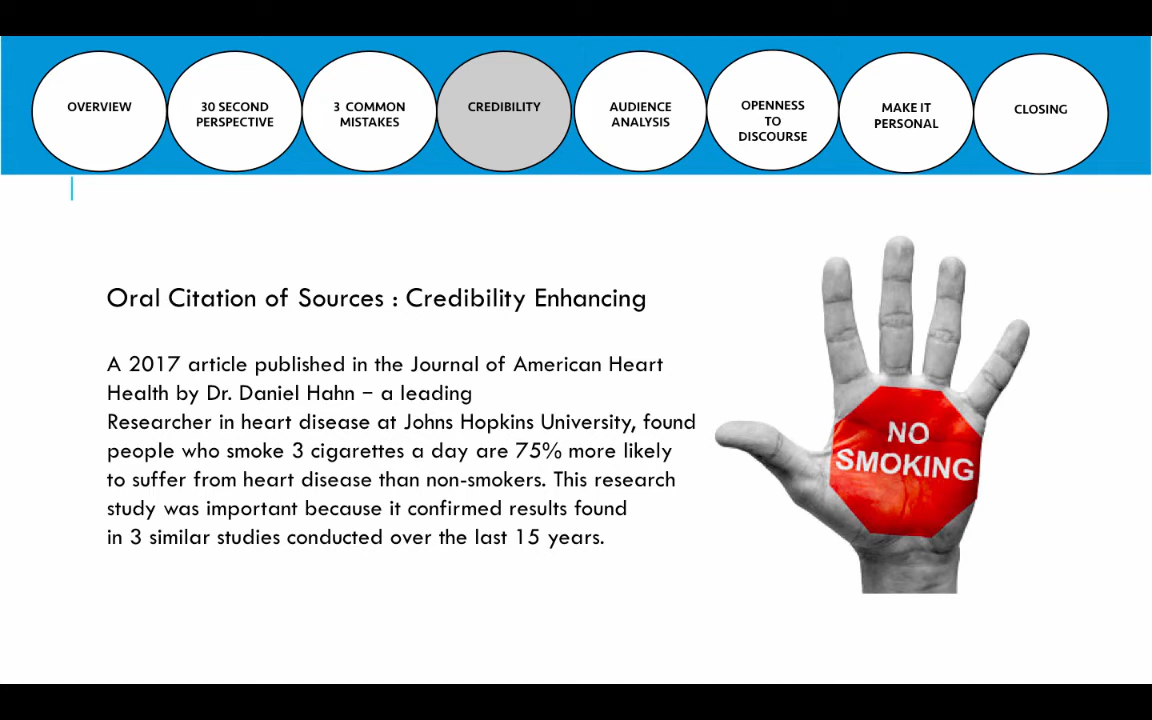 OVERVIEW
30 SECOND
PERSPECTIVE
3 COMMON
MISTAKES
CREDIBILITY
AUDIENCE
ANALYSIS
OPENNESS
TO
DISCOURSE
MAKE IT
PERSONAL
CLOSING
Oral Citation of Sources : Credibility Enhancing
A 2017 article published in the Journal of American Heart
Health by Dr. Daniel Hahn – a leading
Researcher in heart disease at Johns Hopkins University, found
people who smoke 3 cigarettes a day are 75% more likely
to suffer from heart disease than non-smokers. This research
study was important because it confirmed results found
in 3 similar studies conducted over the last 15 years.
NO
SMOKING